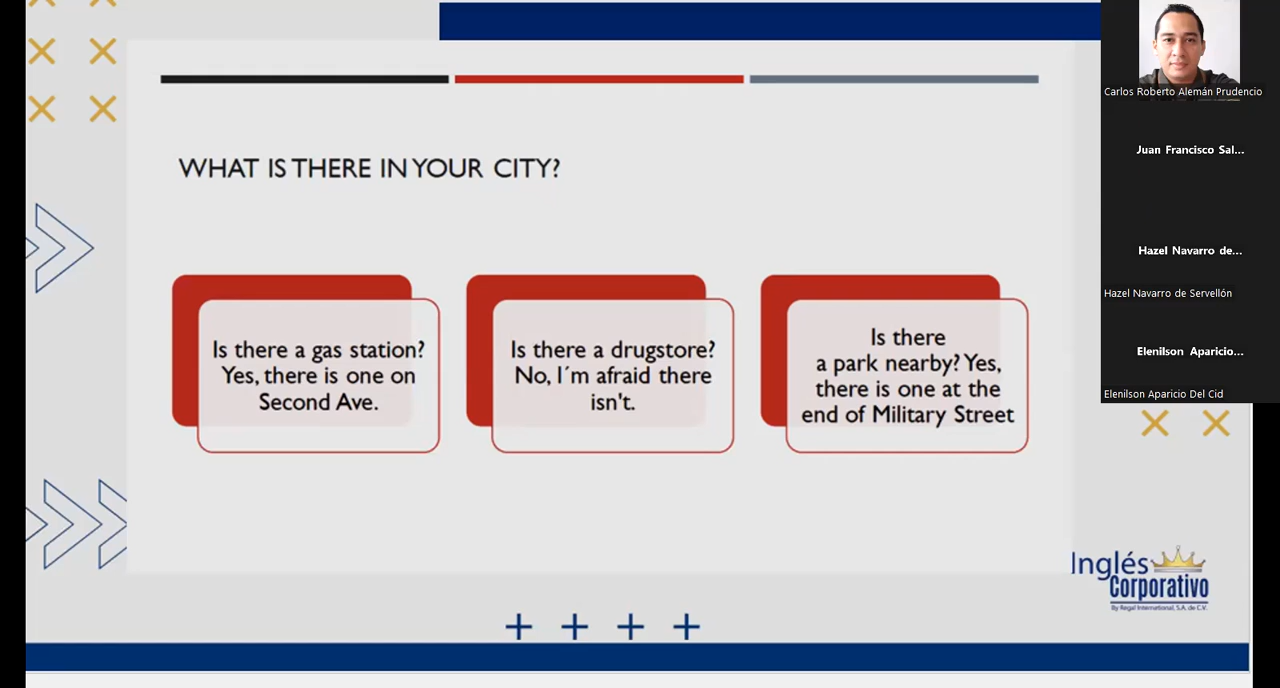 WHAT IS THERE IN YOUR CITY?
Is there a gas station?
Yes, there is one on
Second Ave.
Is there a drugstore?
No, I´m afraid there
isn't.
Is there
a park nearby? Yes,
there is one at the
end of Military Street
Carlos Roberto Alemán Prudencio
Juan Francisco Sal...
Hazel Navarro de...
Hazel Navarro de Servellón
Elenilson Aparicio...
Elenilson Aparicio Del Cid
Inglés
Corporativo
By Regal International, S.A. de C.V.